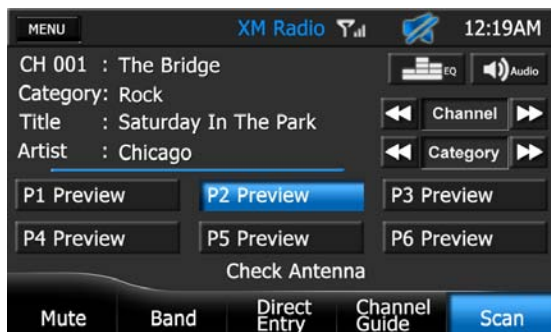 MENU XM Radio 12:19AM
CH 001 : The Bridge
EQ Audio
Category: Rock
Title : Saturday In The Park
Channel
Artist : Chicago
Category
P1 Preview P2 Preview P3 Preview
P4 Preview P5 Preview P6 Preview
Check Antenna
Mute Band Direct Entry Channel Guide Scan